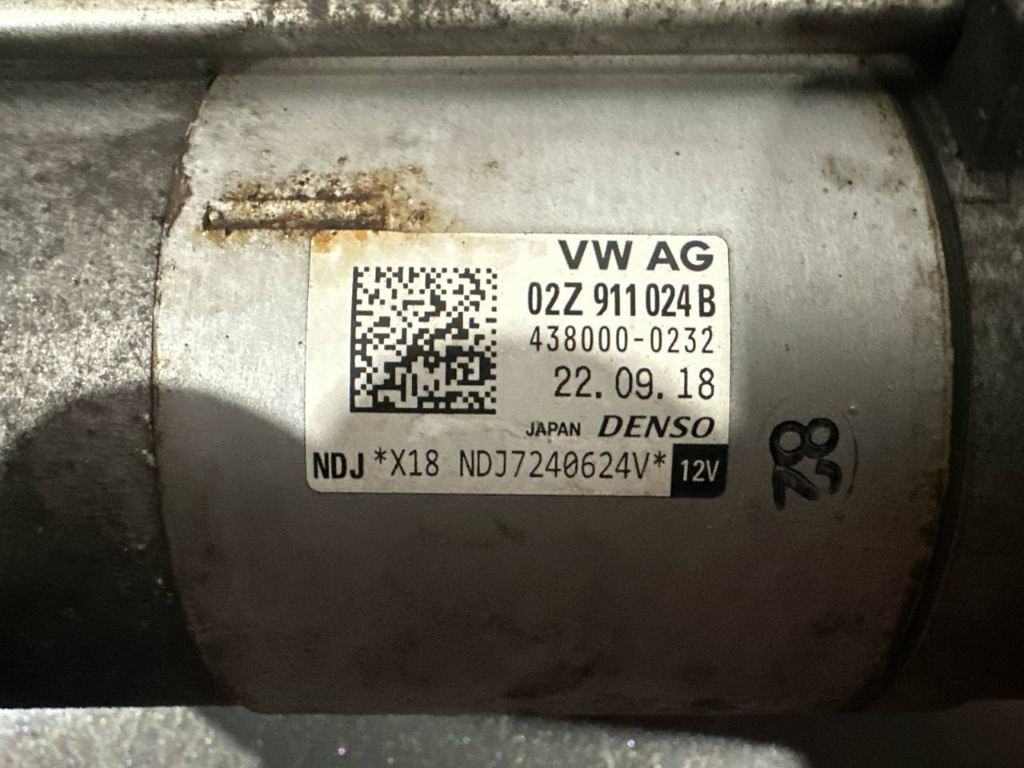 VW AG
02Z 911 024 B
438000-0232
22. 09. 18
JAPAN DENSO
NDJ *X18 NDJ7240624V* 12V